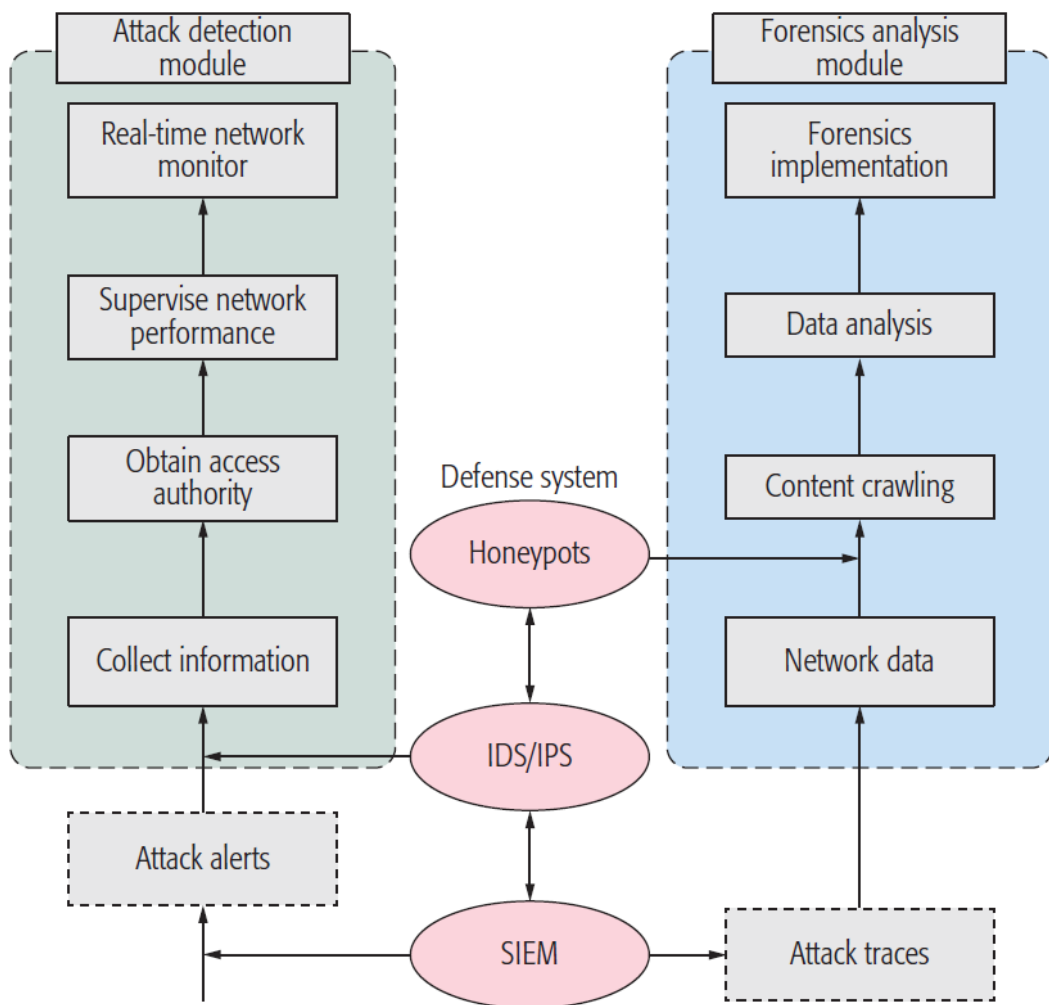 Attack detection
module
Real-time network
monitor
Supervise network
performance
Obtain access
authority
Collect information
Attack alerts
Defense system
Honeypots
IDS/IPS
SIEM
Forensics analysis
module
Forensics
implementation
Data analysis
Content crawling
Network data
Attack traces